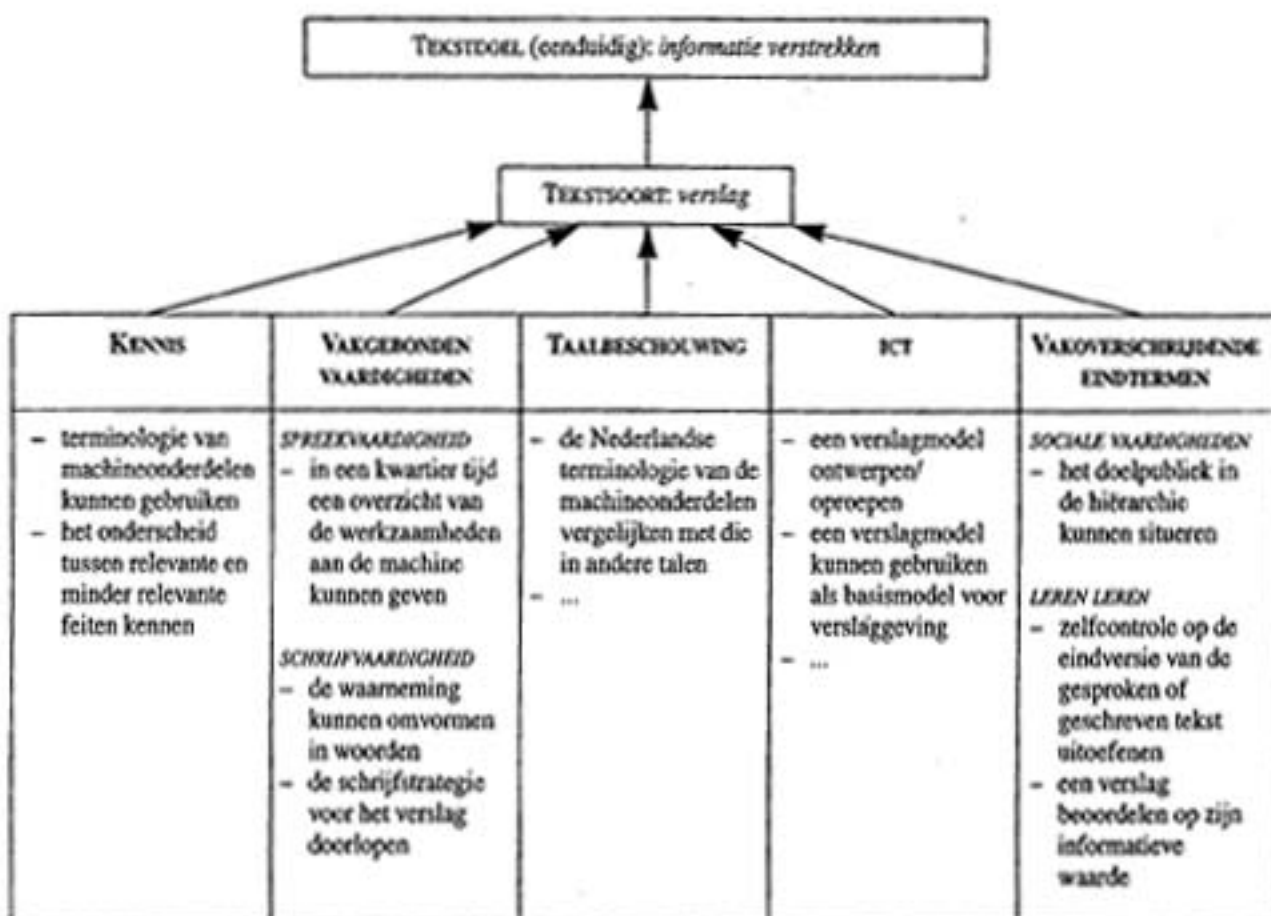 TEKSTDOEL (eenduidig): informatie verstrekken
TEKSTSOORT: verslag
KENNIS
– terminologie van
machineonderdelen
kunnen gebruiken
– het onderscheid
tussen relevante en
minder relevante
feiten kennen
VAKGEBONDEN
VAARDIGHEDEN
SPREEKVAARDIGHEID
– in een kwartier tijd
een overzicht van
de werkzaamheden
aan de machine
kunnen geven
SCHRIJFVAARDIGHEID
– de waarneming
kunnen omvormen
in woorden
– de schrijfstrategie
voor het verslag
doorlopen
TAALBESCHOUWING
– de Nederlandse
terminologie van de
machineonderdelen
vergelijken met die
in andere talen
– ...
ICT
– een verslagmodel
ontwerpen/
oproepen
– een verslagmodel
kunnen gebruiken
als basismodel voor
verslaggeving
– ...
VAKOVERSCHRIJDENDE
EINDTERMEN
SOCIALE VAARDIGHEDEN
– het doelpubliek in
de hiërarchie
kunnen situeren
LEREN LEREN
– zelfcontrole op de
eindversie van de
gesproken of
geschreven tekst
uitoefenen
– een verslag
beoordelen op zijn
informatieve
waarde